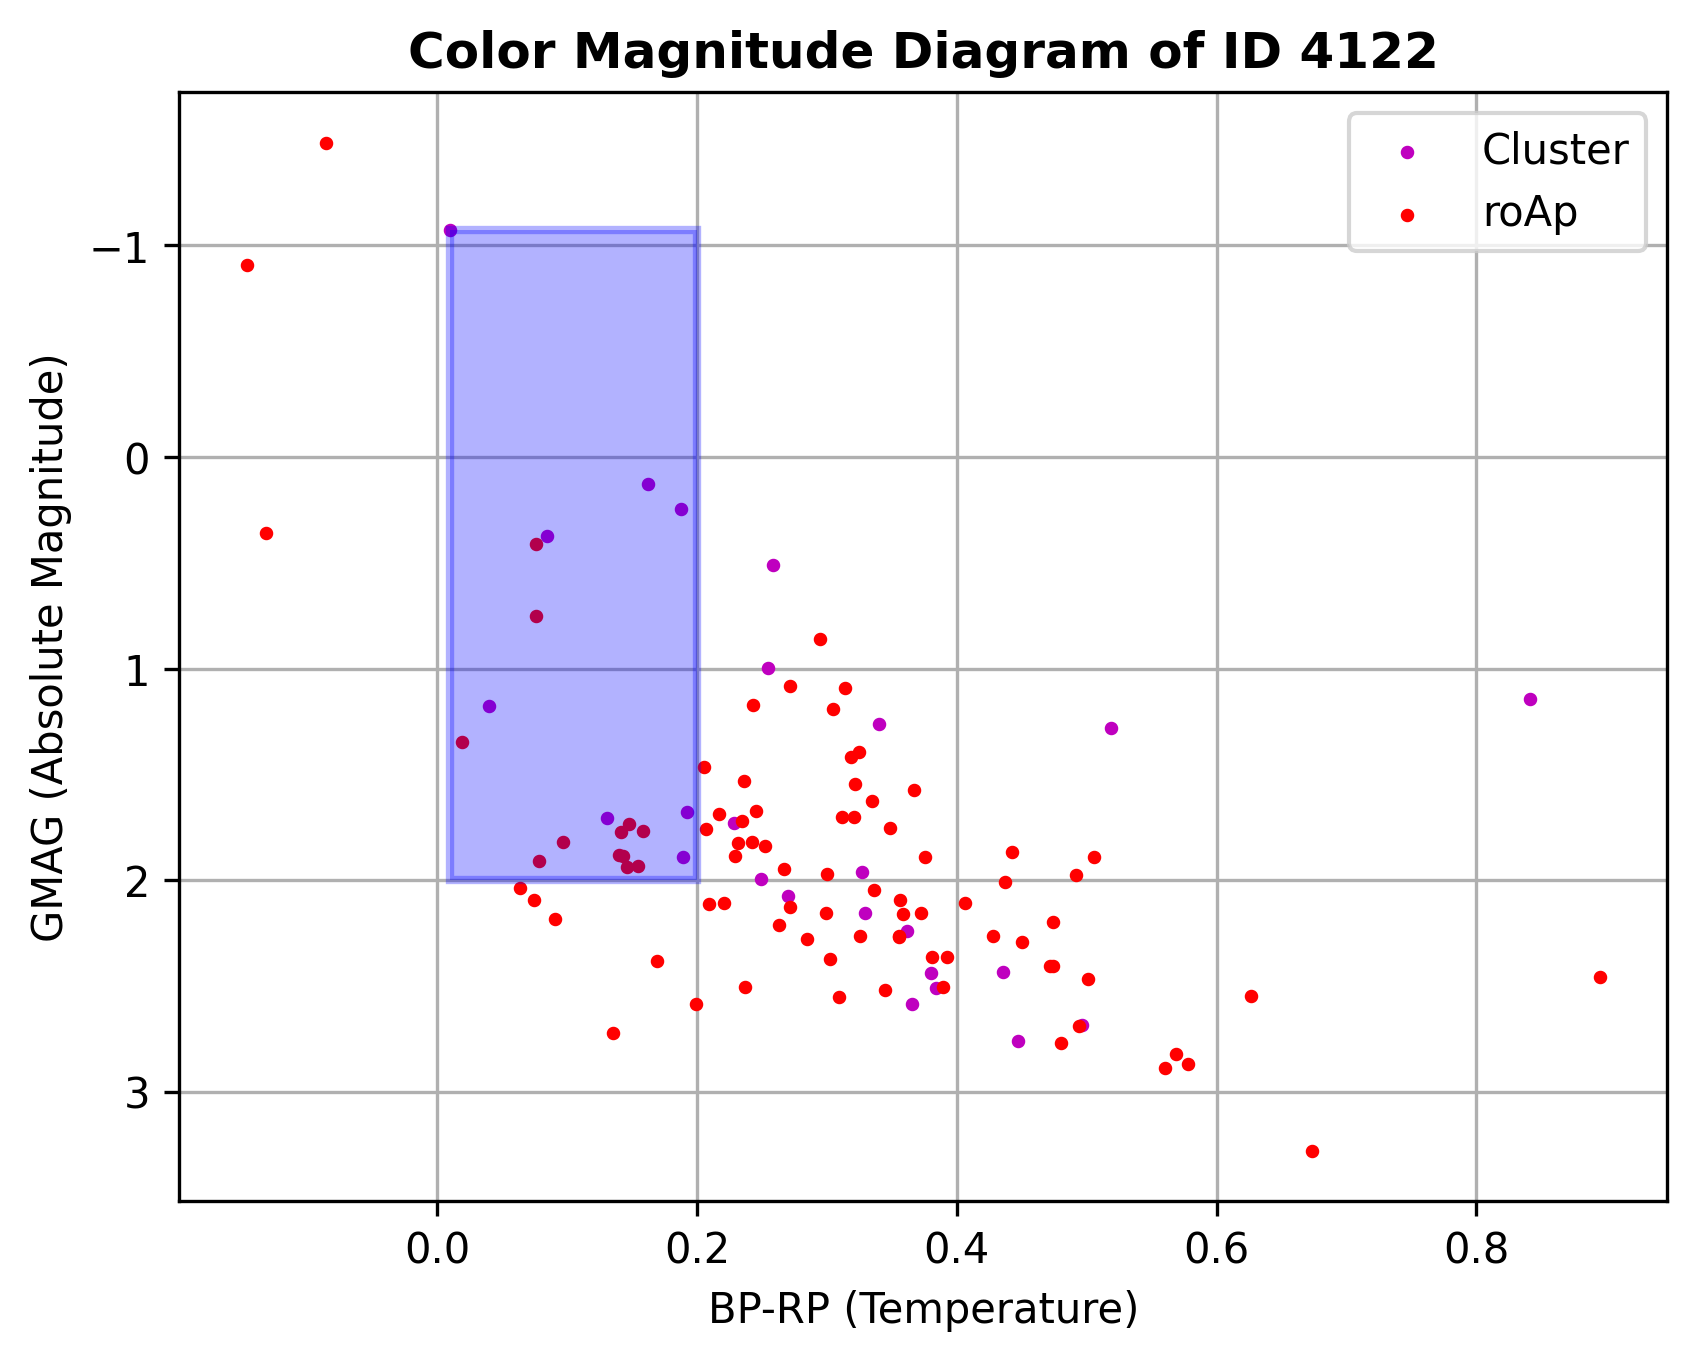 Color Magnitude Diagram of ID 4122
Cluster
roAp
GMAG (Absolute Magnitude)
−1
0
1
2
3
0.0 0.2 0.4 0.6 0.8
BP-RP (Temperature)